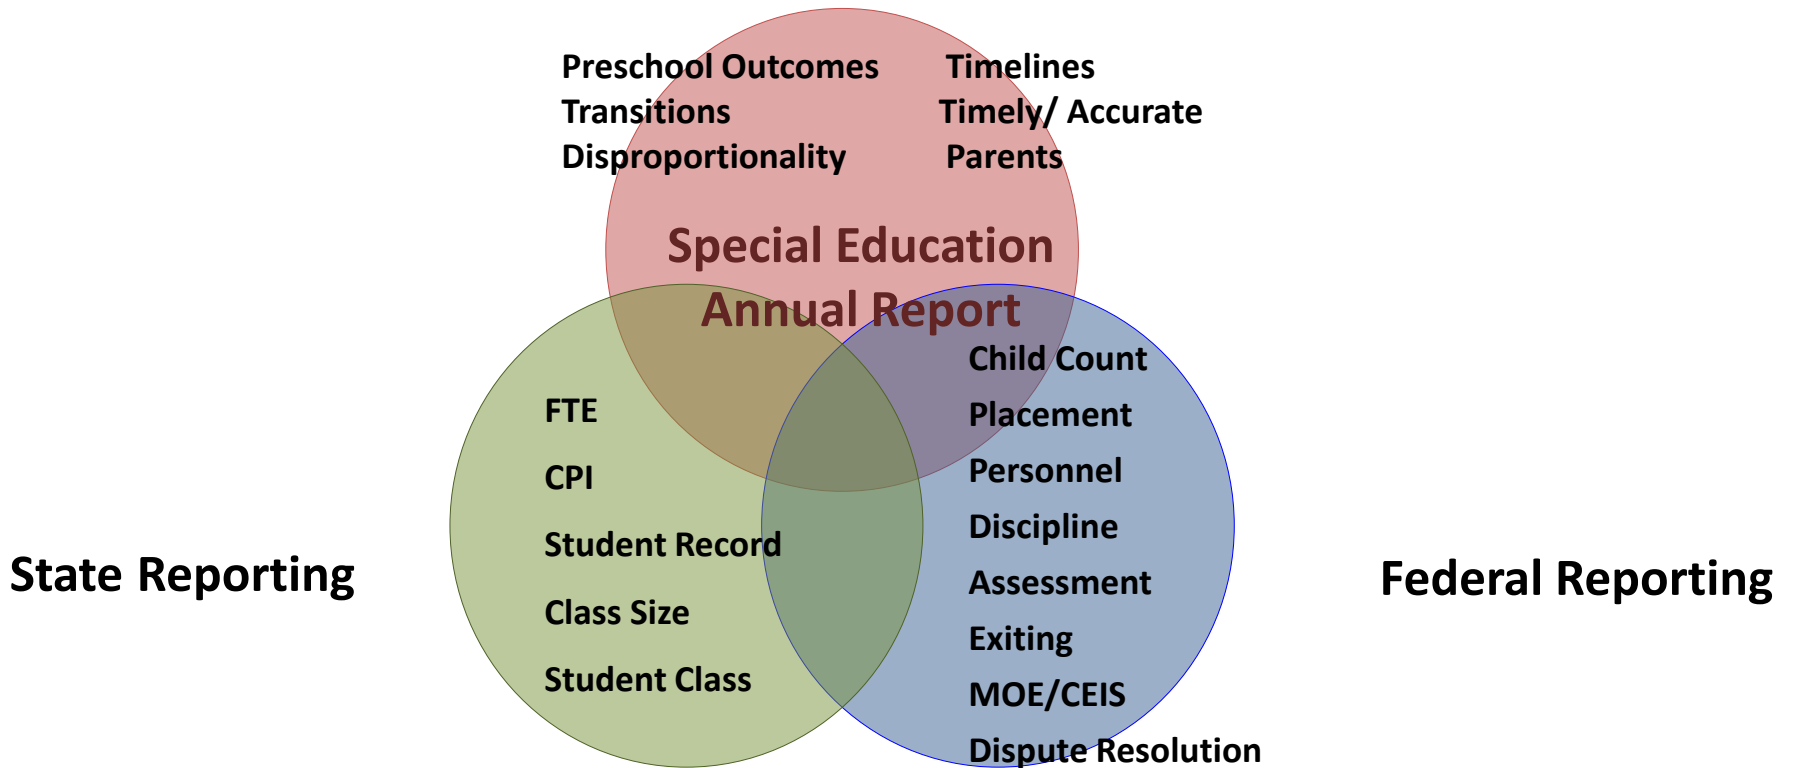 Preschool Outcomes Timelines
Transitions Timely/ Accurate
Disproportionality Parents
Special Education
Annual Report
FTE
CPI
Student Record
Class Size
Student Class
Child Count
Placement
Personnel
Discipline
Assessment
Exiting
MOE/CEIS
Dispute Resolution
State Reporting
Federal Reporting